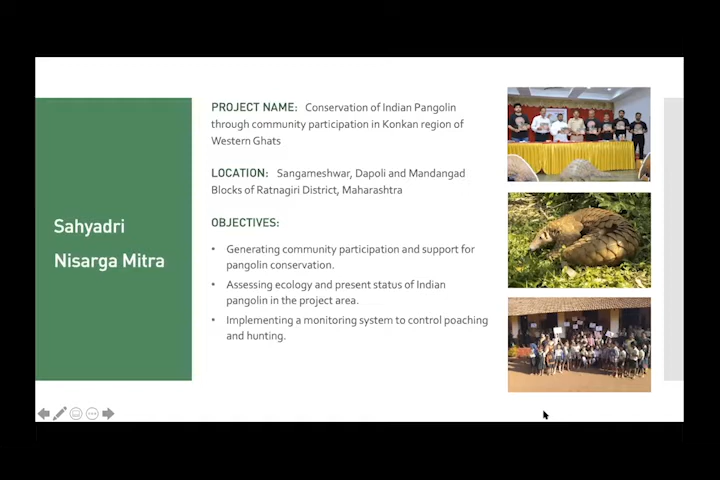 Sahyadri
Nisarga Mitra
PROJECT NAME: Conservation of Indian Pangolin
through community participation in Konkan region of
Western Ghats
LOCATION: Sangameshwar, Dapoli and Mandangad
Blocks of Ratnagiri District, Maharashtra
OBJECTIVES:
• Generating community participation and support for
pangolin conservation.
• Assessing ecology and present status of Indian
pangolin in the project area.
• Implementing a monitoring system to control poaching
and hunting.